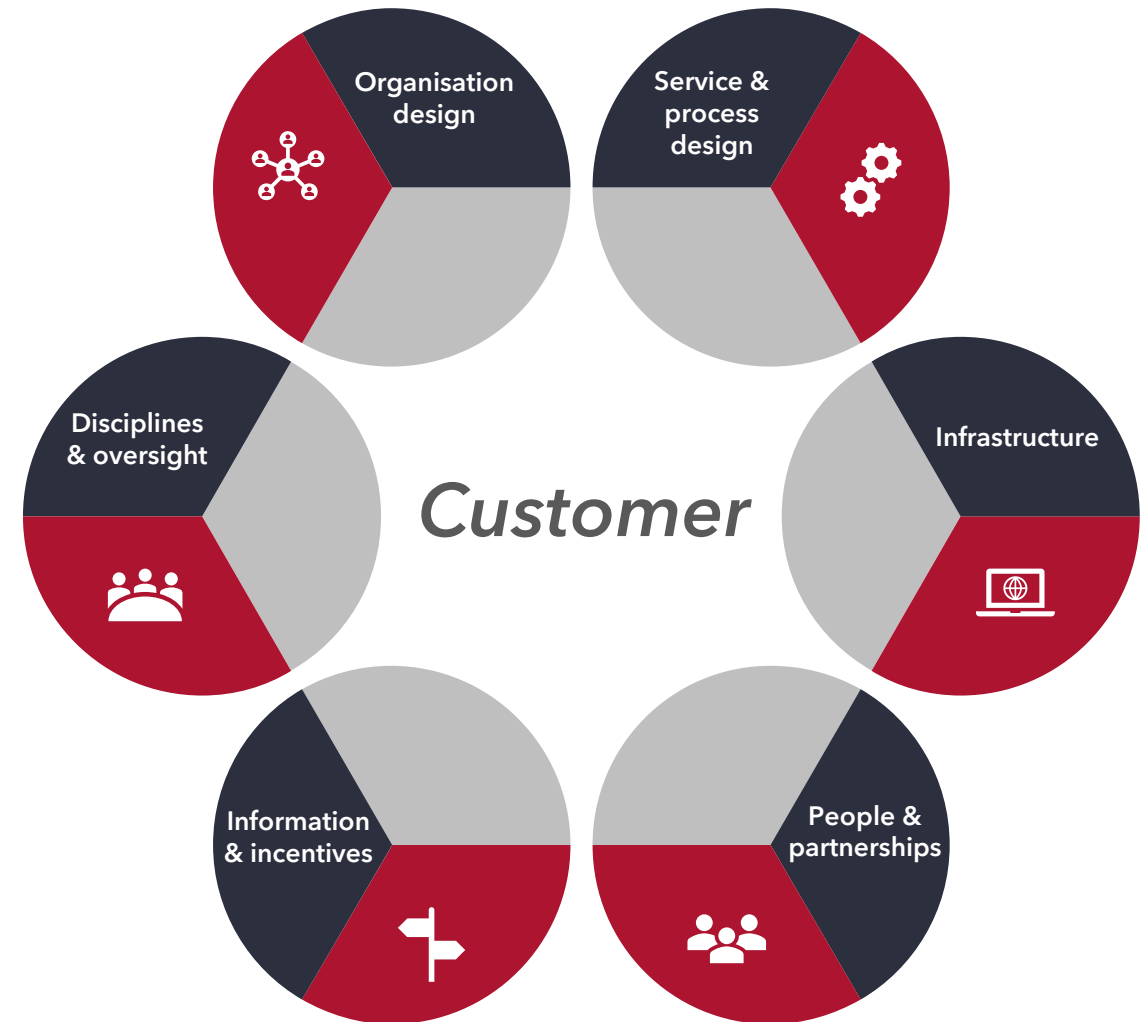 Organisation
design
Service &
process
design
Disciplines
& oversight
Infrastructure
Customer
Information
& incentives
People &
partnerships